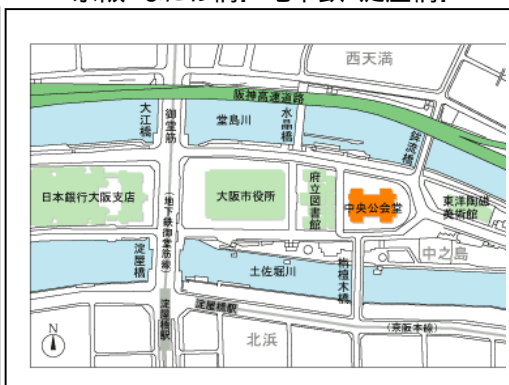 西天満
阪神高速道路
大江橋
御堂筋
堂島川
水晶橋
鉾流橋
日本銀行大阪支店
(地下鉄御堂筋線)
大阪市役所
府立図書館
中央公会堂
東洋陶磁
美術館
中之島
淀屋橋
土佐堀川
栴檀木橋
淀屋橋駅
淀屋橋駅
(京阪本線)
北浜
N